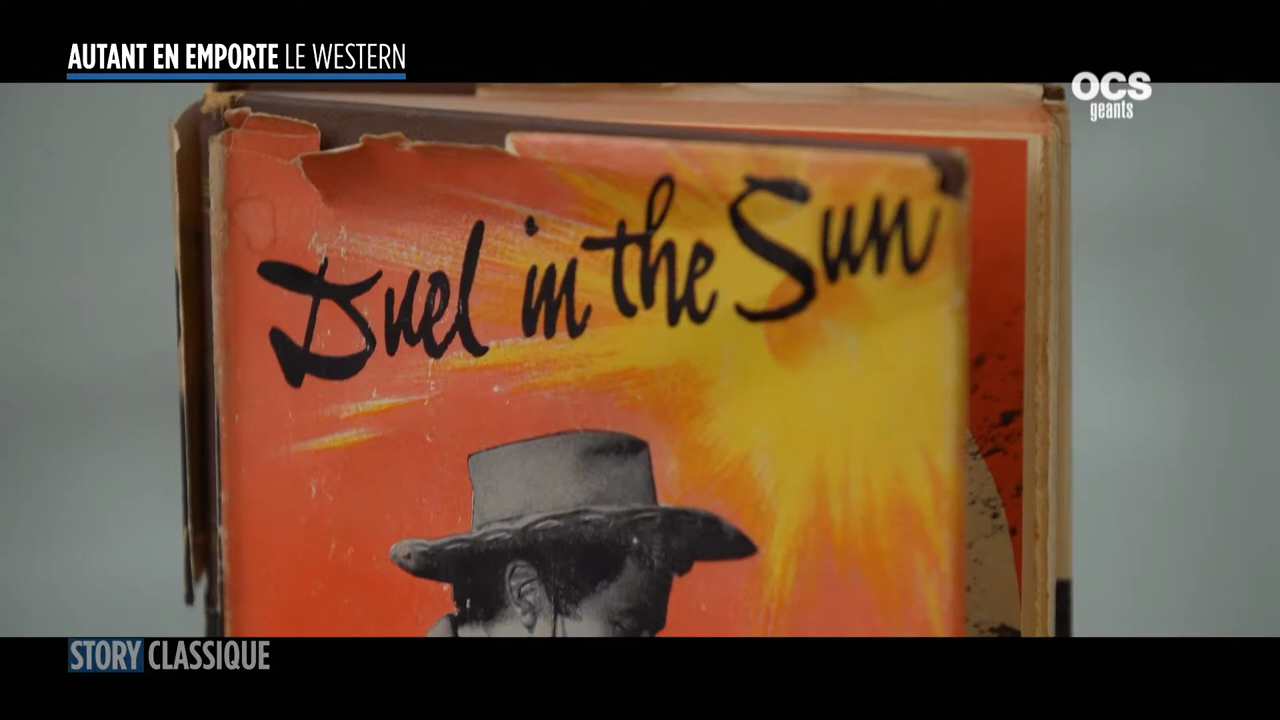 AUTANT EN EMPORTE LE WESTERN
OCS
geants
Duel in the Sun
STORY CLASSIQUE